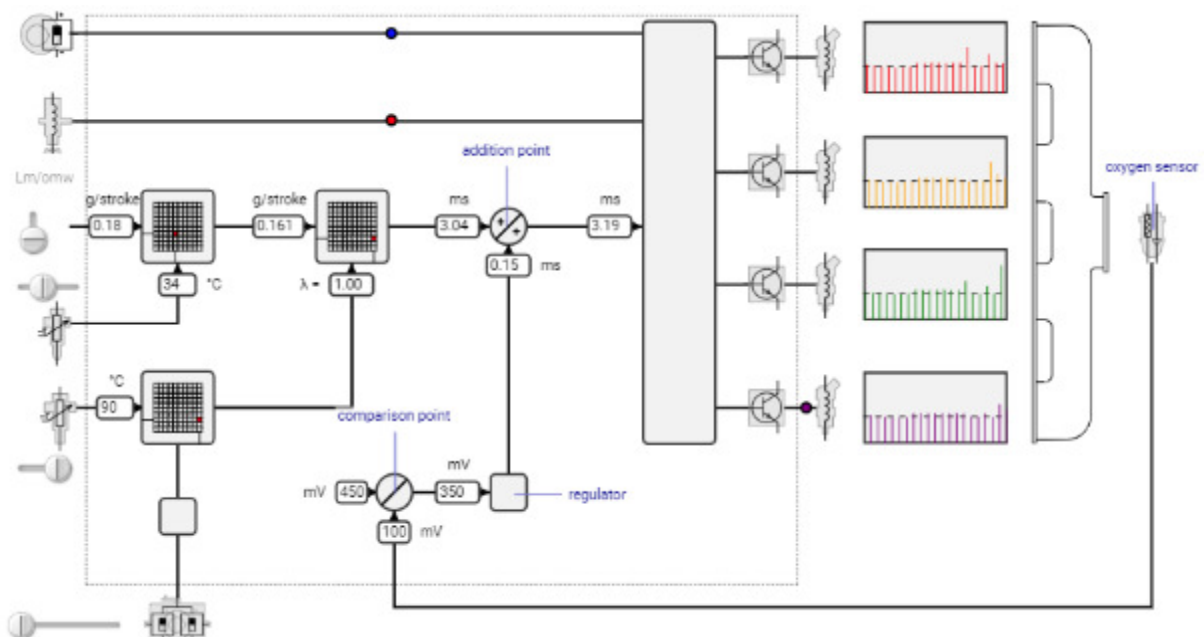 addition point
oxygen sensor
Lm/omw
g/stroke
g/stroke
ms
ms
0.18
0.161
3.04
+
+
3.19
0.15 ms
34 °C
λ = 1.00
°C
90
comparison point
mV
mV 450
350
regulator
100 mV